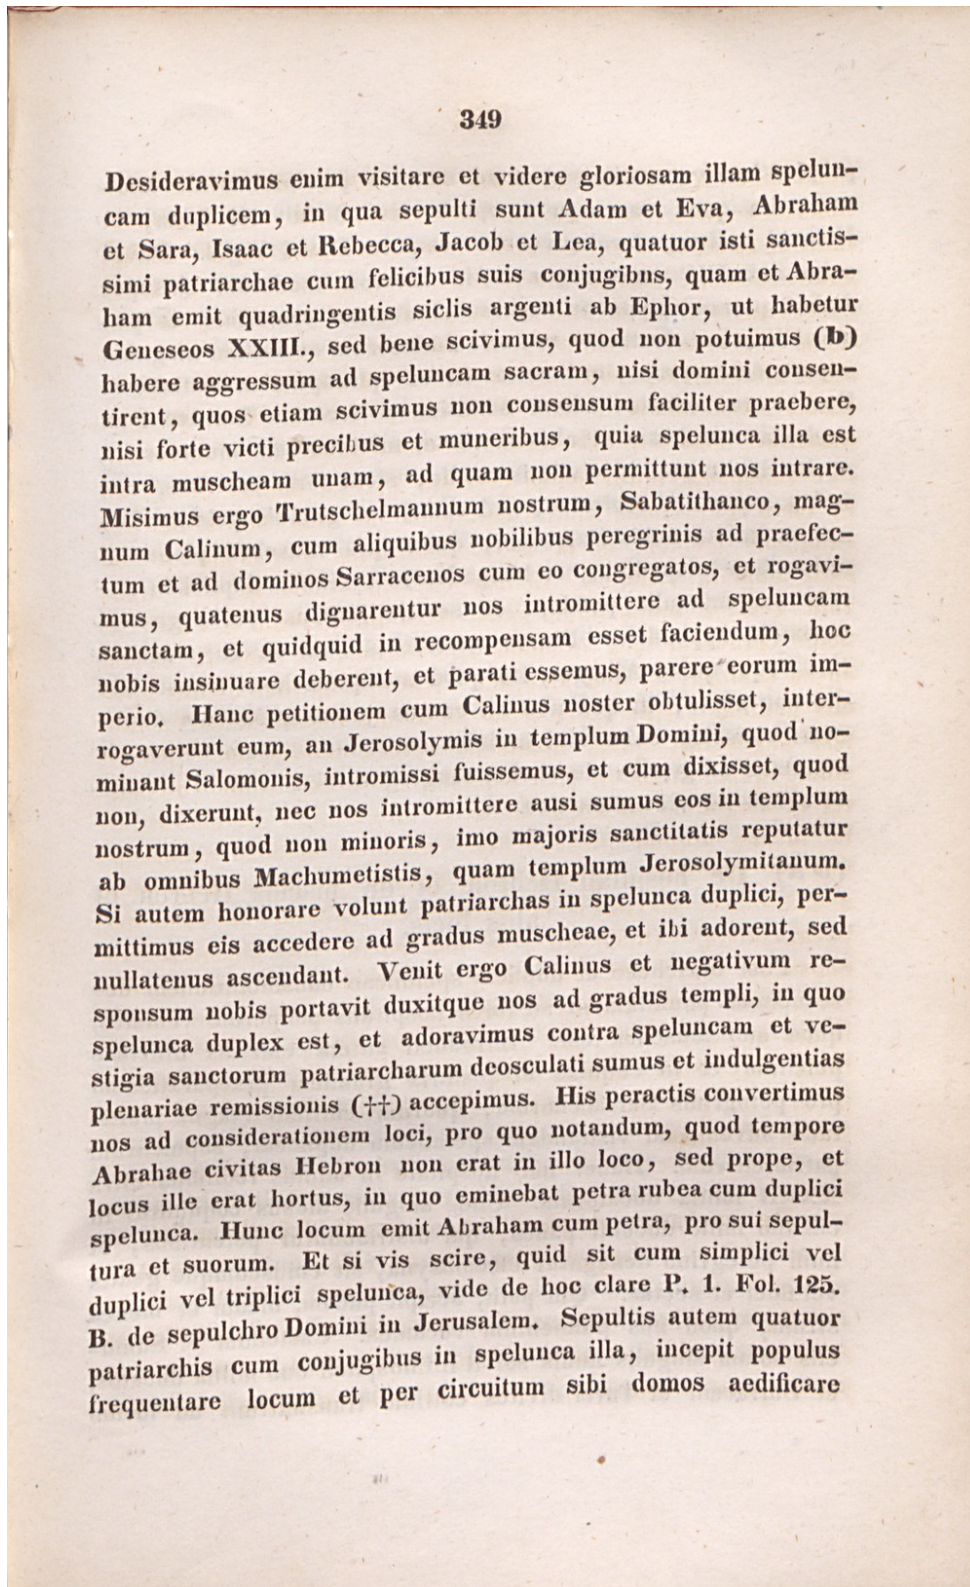 349
Desideravimus enim visitare et videre gloriosam illam spelun-
cam duplicem, in qua sepulti sunt Adam et Eva, Abraham
et Sara, Isaac et Rebecca, Jacob et Lea, quatuor isti sanctis-
simi patriarchae cum felicibus suis conjugibns, quam et Abra-
ham emit quadringentis siclis argenti ab Ephor, ut habetur
Geneseos XXIII., sed bene scivimus, quod non potuimus (b)
habere aggressum ad speluncam sacram, nisi domini consen-
tirent, quos etiam scivimus non consensum faciliter praebere,
nisi forte victi precibus et muneribus, quia spelunca illa est
intra muscheam unam, ad quam non permittunt nos intrare.
Misimus ergo Trutschelmannum nostrum, Sabatithanco, mag-
num Calinum, cum aliquibus nobilibus peregrinis ad praefec-
tum et ad dominos Sarracenos cum eo congregatos, et rogavi-
mus, quatenus dignarentur nos intromittere ad speluncam
sanctam, et quidquid in recompensam esset faciendum, hoc
nobis insinuare deberent, et parati essemus, parere eorum im-
perio. Hanc petitionem cum Calinus noster obtulisset, inter-
rogaverunt eum, an Jerosolymis in templum Domini, quod no-
minant Salomonis, intromissi fuissemus, et cum dixisset, quod
non, dixerunt, nec nos intromittere ausi sumus eos in templum
nostrum, quod non minoris, imo majoris sanctitatis reputatur
ab omnibus Machumetistis, quam templum Jerosolymitanum.
Si autem honorare volunt patriarchas in spelunca duplici, per-
mittimus eis accedere ad gradus muscheae, et ibi adorent, sed
nullatenus ascendant. Venit ergo Calinus et negativum re-
sponsum nobis portavit duxitque nos ad gradus templi, in quo
spelunca duplex est, et adoravimus contra speluncam et ve-
stigia sanctorum patriarcharum deosculati sumus et indulgentias
plenariae remissionis (††) accepimus. His peractis convertimus
nos ad considerationem loci, pro quo notandum, quod tempore
Abrahae civitas Hebron non erat in illo loco, sed prope, et
locus ille erat hortus, in quo eminebat petra rubea cum duplici
spelunca. Hunc locum emit Abraham cum petra, pro sui sepul-
tura et suorum. Et si vis scire, quid sit cum simplici vel
duplici vel triplici spelunca, vide de hoc clare P. 1. Fol. 125.
B. de sepulchro Domini in Jerusalem. Sepultis autem quatuor
patriarchis cum conjugibus in spelunca illa, incepit populus
frequentare locum et per circuitum sibi domos aedificare